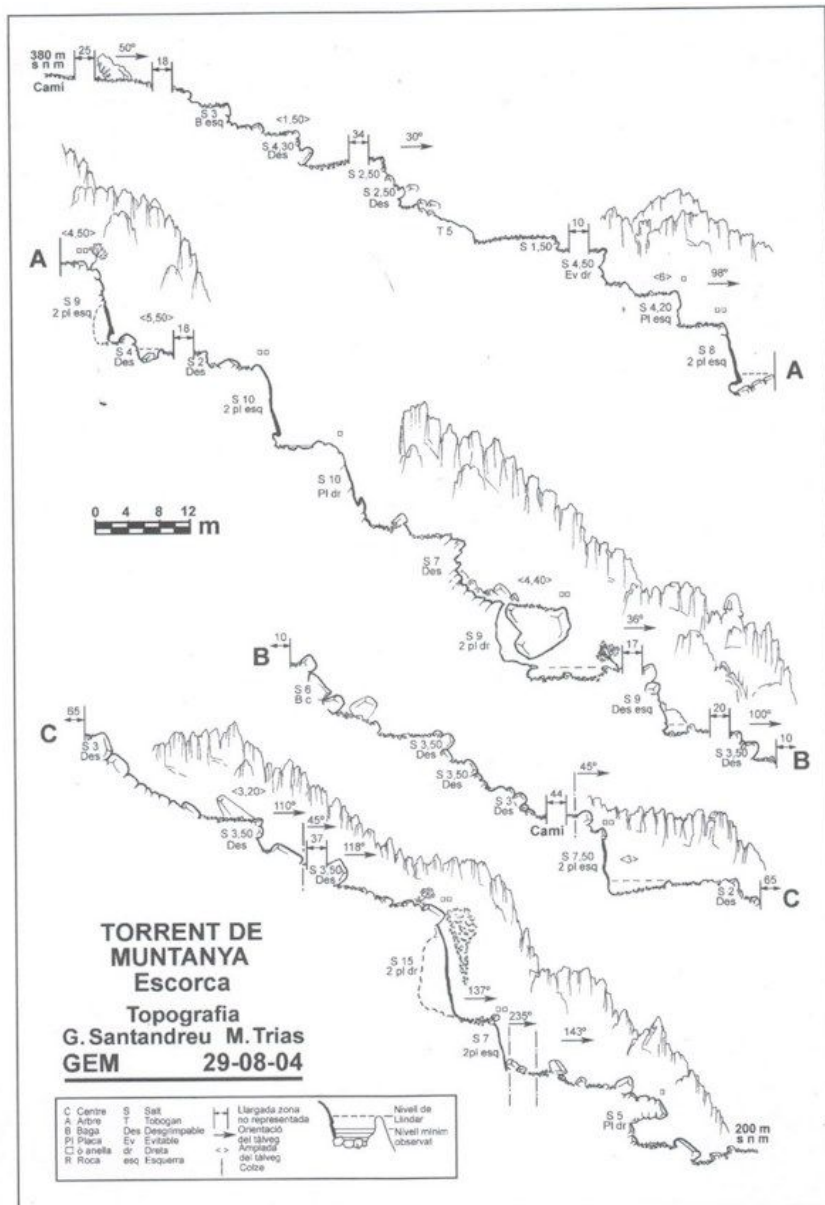 380 m
s n m
Camí
25
50º
18
S 3
B esq
<1,50>
S 4,30
Des
34
S 2,50
30º
S 2,50
Des
T 5
S 1,50
10
S 4,50
Ev dr
<6>
S 4,20
Pl esq
98º
S 8
2 pl esq
A
A
<4,50>
S 9
2 pl esq
<5,50>
S 4
Des
18
S 2
Des
S 10
2 pl esq
S 10
Pl dr
0 4 8 12
m
S 7
Des
<4,40>
S 9
2 pl dr
36º
17
S 9
Des esq
20
S 3,50
Des
100º
10
B
B
10
S 6
B c
S 3,50
Des
S 3,50
Des
S 3
Des
44
Camí
45º
S 7,50
2 pl esq
<3>
S 2
Des
65
C
C
65
S 3
Des
<3,20>
S 3,50
Des
110º
45º
37
118º
S 3,50
Des
S 15
2 pl dr
137º
S 7
2pl esq
235º
143º
S 5
Pl dr
200 m
s n m
TORRENT DE
MUNTANYA
Escorca
Topografia
G. Santandreu M. Trias
GEM 29-08-04
C Centre S Salt
A Arbre T Tobogan
B Baga Des Desgrimpable
Pl Placa Ev Evitable
ò anella dr Dreta
R Roca esq Esquerra
Llargada zona
no representada
Orientació
del tàlveg
<> Amplada
del tàlveg
Colze
Nivell de
Llindar
Nivell mínim
observat